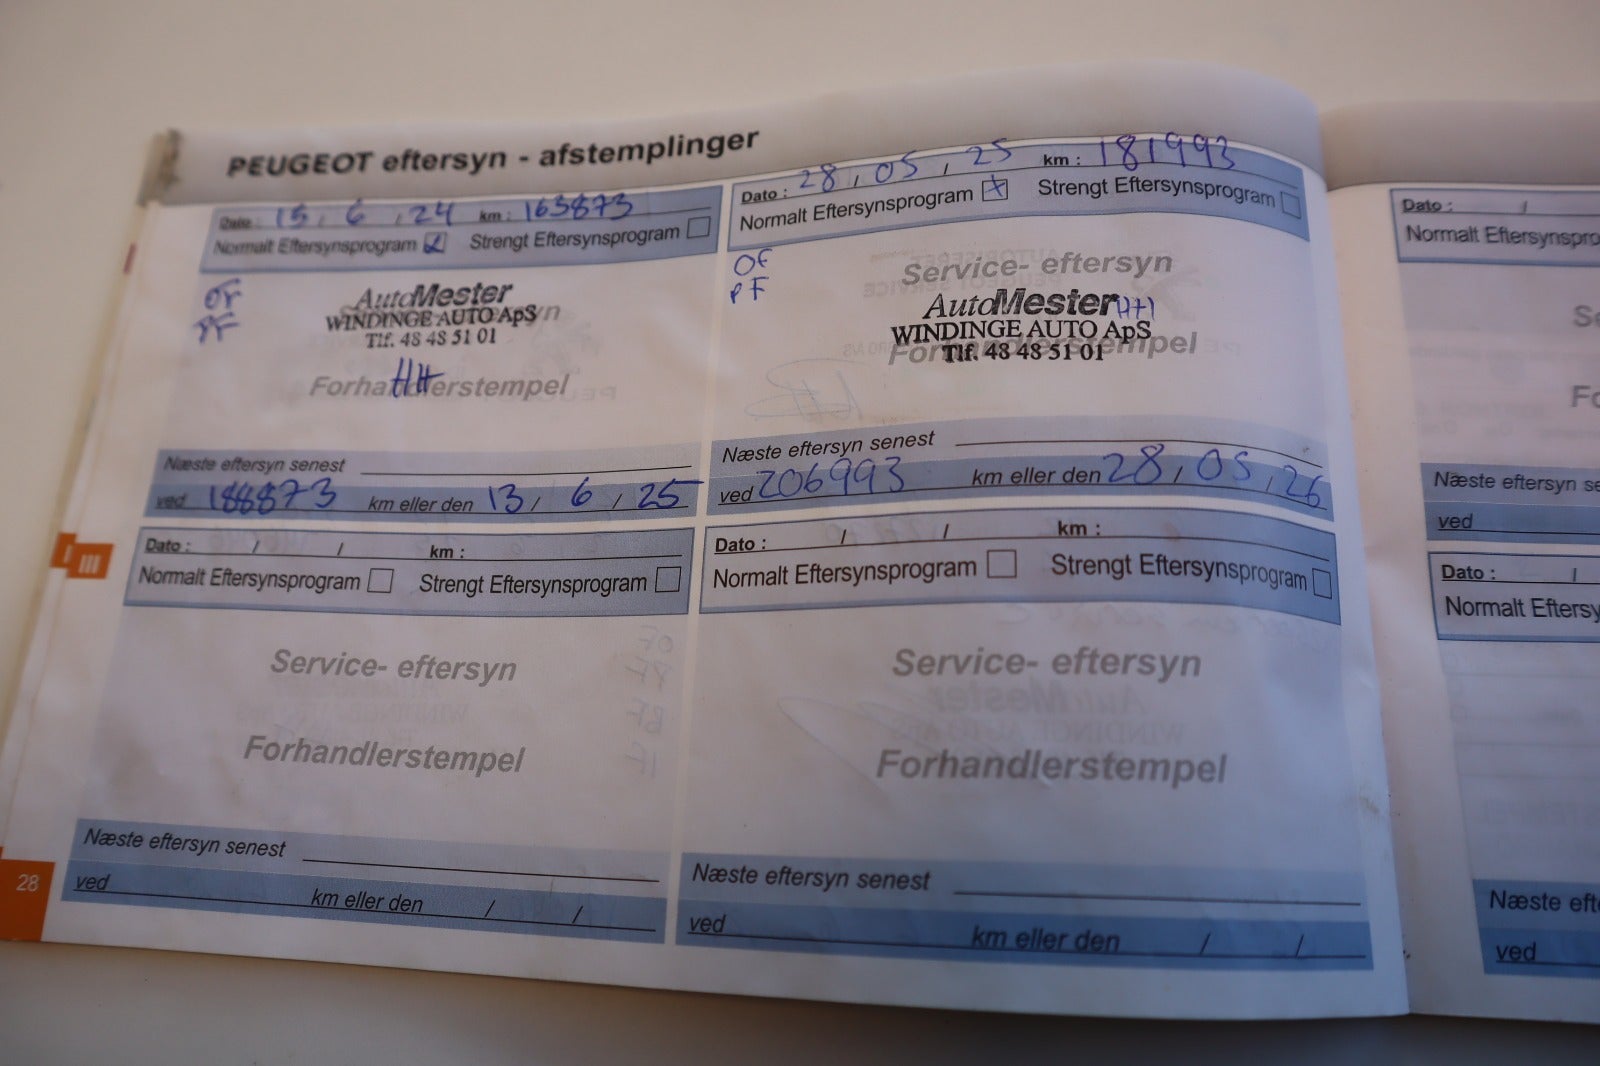 PEUGEOT eftersyn - afstemplinger
Dato : 15 / 6 / 24 km : 163873
Normalt Eftersynsprogram Strengt Eftersynsprogram
OF
PF
AutoMester
WINDINGE AUTO ApS
Tlf. 48 48 51 01
HH
Forhandlerstempel
Næste eftersyn senest
ved 188873 km eller den 13 / 6 / 25
Dato : 28 / 05 / 25 km : 181993
Normalt Eftersynsprogram Strengt Eftersynsprogram
OF
PF
Service- eftersyn
AutoMester HH
WINDINGE AUTO ApS
Forhandlerstempel
Tlf. 48 48 51 01
Næste eftersyn senest
ved 206993 km eller den 28 / 05 / 26
III
Dato : / / km :
Normalt Eftersynsprogram Strengt Eftersynsprogram
Service- eftersyn
Forhandlerstempel
Næste eftersyn senest
ved km eller den / /
Dato : / / km :
Normalt Eftersynsprogram Strengt Eftersynsprogram
Service- eftersyn
Forhandlerstempel
Næste eftersyn senest
ved km eller den / /
28
Dato : /
Normalt Eftersynspro
Næste eftersyn se
ved
Dato : /
Normalt Eftersy
Næste eft
ved